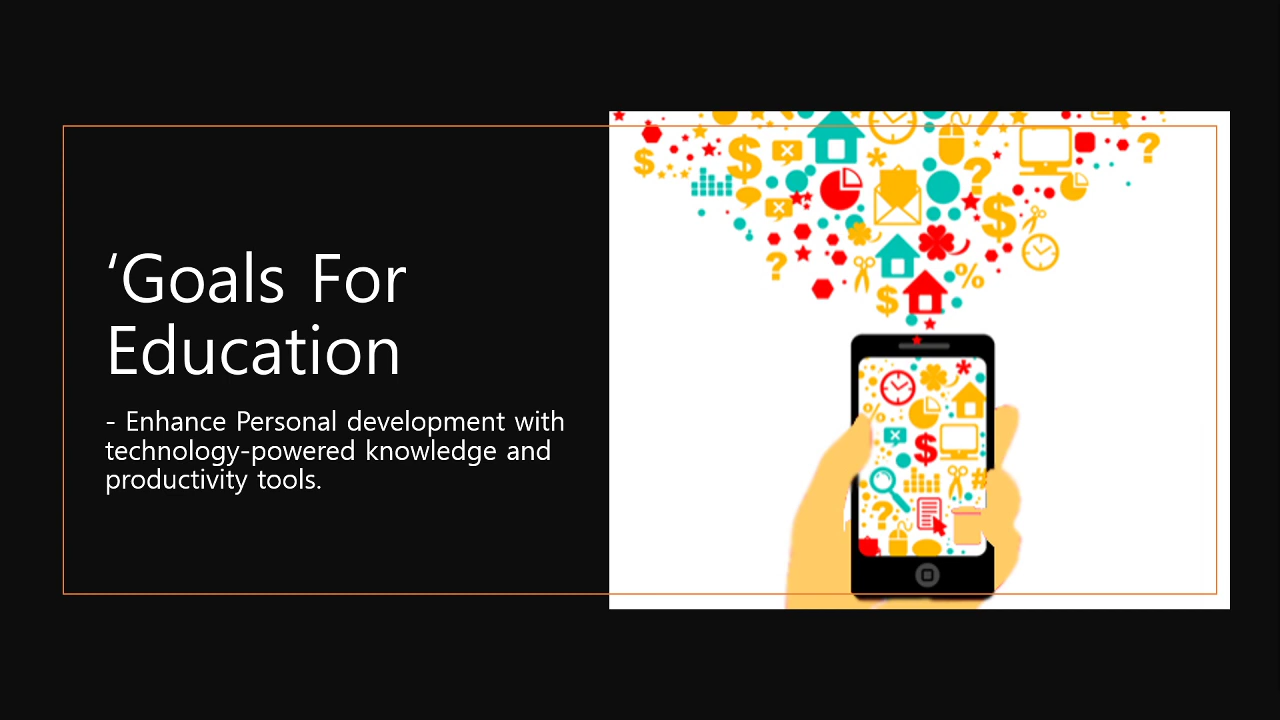 ‘Goals For
Education
- Enhance Personal development with
technology-powered knowledge and
productivity tools.